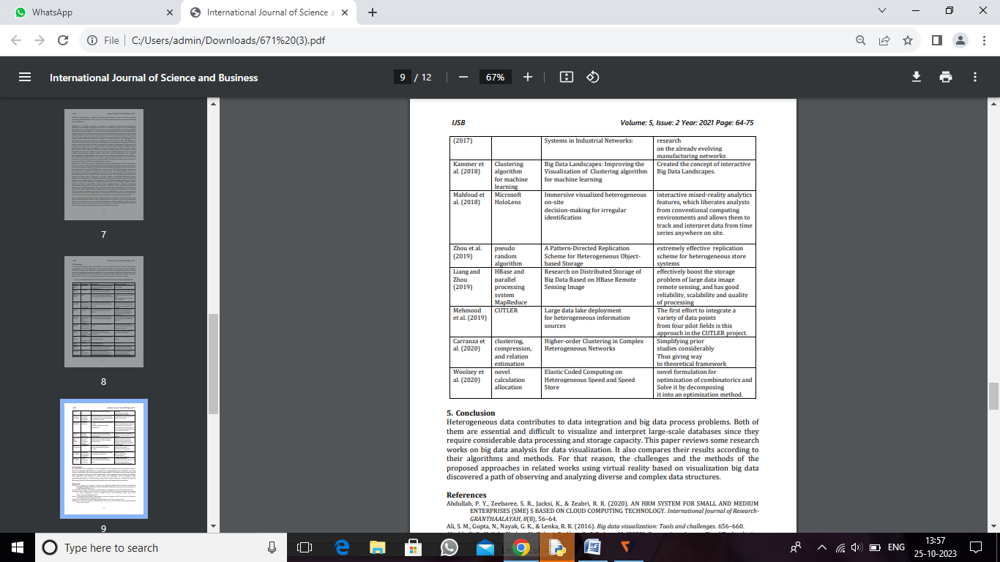 WhatsApp
International Journal of Science a
File
C:/Users/admin/Downloads/671%20(3).pdf
International Journal of Science and Business
9 / 12
67%
7
8
9
IJSB Volume: 5, Issue: 2 Year: 2021 Page: 64-75
(2017) Systems in Industrial Networks: research
on the already evolving
manufacturing networks
Kammer et Clustering Big Data Landscapes: Improving the Created the concept of interactive
al. (2018) algorithm Visualization of Clustering algorithm Big Data Landscapes.
for machine for machine learning
learning
Mahfoud et Microsoft Immersive visualized heterogeneous interactive mixed-reality analytics
al. (2018) HoloLens on-site features, which liberates analysts
decision-making for irregular from conventional computing
identification environments and allows them to
track and interpret data from time
series anywhere on site.
Zhou et al. pseudo A Pattern-Directed Replication extremely effective replication
(2019) random Scheme for Heterogeneous Object- scheme for heterogeneous store
algorithm based Storage systems
Liang and HBase and Research on Distributed Storage of effectively boost the storage
Zhou parallel Big Data Based on HBase Remote problem of large data image
(2019) processing Sensing Image remote sensing, and has good
system reliability, scalability and quality
MapReduce of processing
Mehmood CUTLER Large data lake deployment The first effort to integrate a
et al. (2019) for heterogeneous information variety of data points
sources from four pilot fields is this
approach in the CUTLER project.
Carranza et clustering, Higher-order Clustering in Complex Simplifying prior
al. (2020) compression, Heterogeneous Networks studies considerably
and relation Thus giving way
estimation to theoretical framework
Woolsey et novel Elastic Coded Computing on novel formulation for
al. (2020) calculation Heterogeneous Speed and Speed optimization of combinatorics and
allocation Store Solve it by decomposing
it into an optimization method.
5. Conclusion
Heterogeneous data contributes to data integration and big data process problems. Both of
them are essential and difficult to visualize and interpret large-scale databases since they
require considerable data processing and storage capacity. This paper reviews some research
works on big data analysis for data visualization. It also compares their results according to
their algorithms and methods. For that reason, the challenges and the methods of the
proposed approaches in related works using virtual reality based on visualization big data
discovered a path of observing and analyzing diverse and complex data structures.
References
Abdullah, P. Y., Zeebaree, S. R., Jacksi, K., & Zeabri, R. R. (2020). AN HRM SYSTEM FOR SMALL AND MEDIUM
ENTERPRISES (SME) S BASED ON CLOUD COMPUTING TECHNOLOGY. International Journal of Research-
GRANTHAALAYAH, 8(8), 56–64.
Ali, S. M., Gupta, N., Nayak, G. K., & Lenka, R. K. (2016). Big data visualization: Tools and challenges. 656–660.
Type here to search
ENG
13:57
25-10-2023